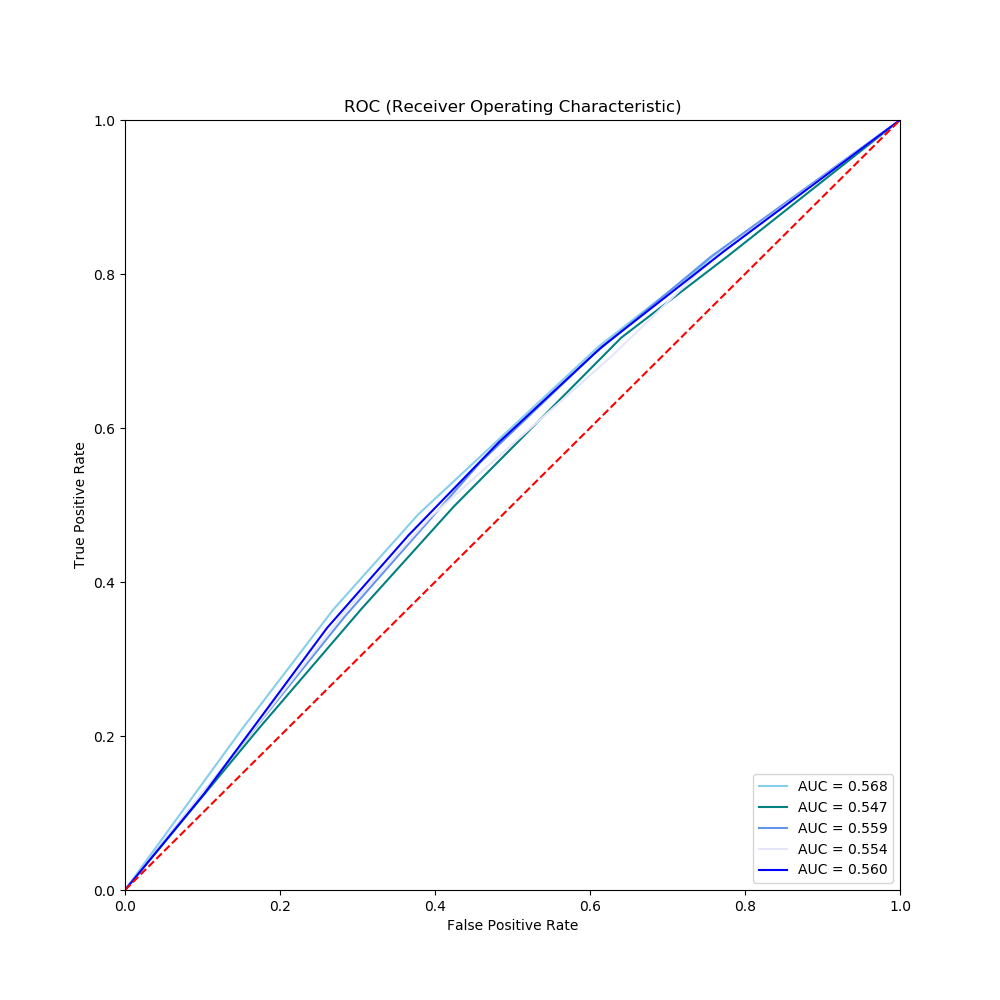 ROC (Receiver Operating Characteristic)
1.0
0.8
0.6
0.4
0.2
0.0
True Positive Rate
AUC = 0.568
AUC = 0.547
AUC = 0.559
AUC = 0.554
AUC = 0.560
0.0 0.2 0.4 0.6 0.8 1.0
False Positive Rate